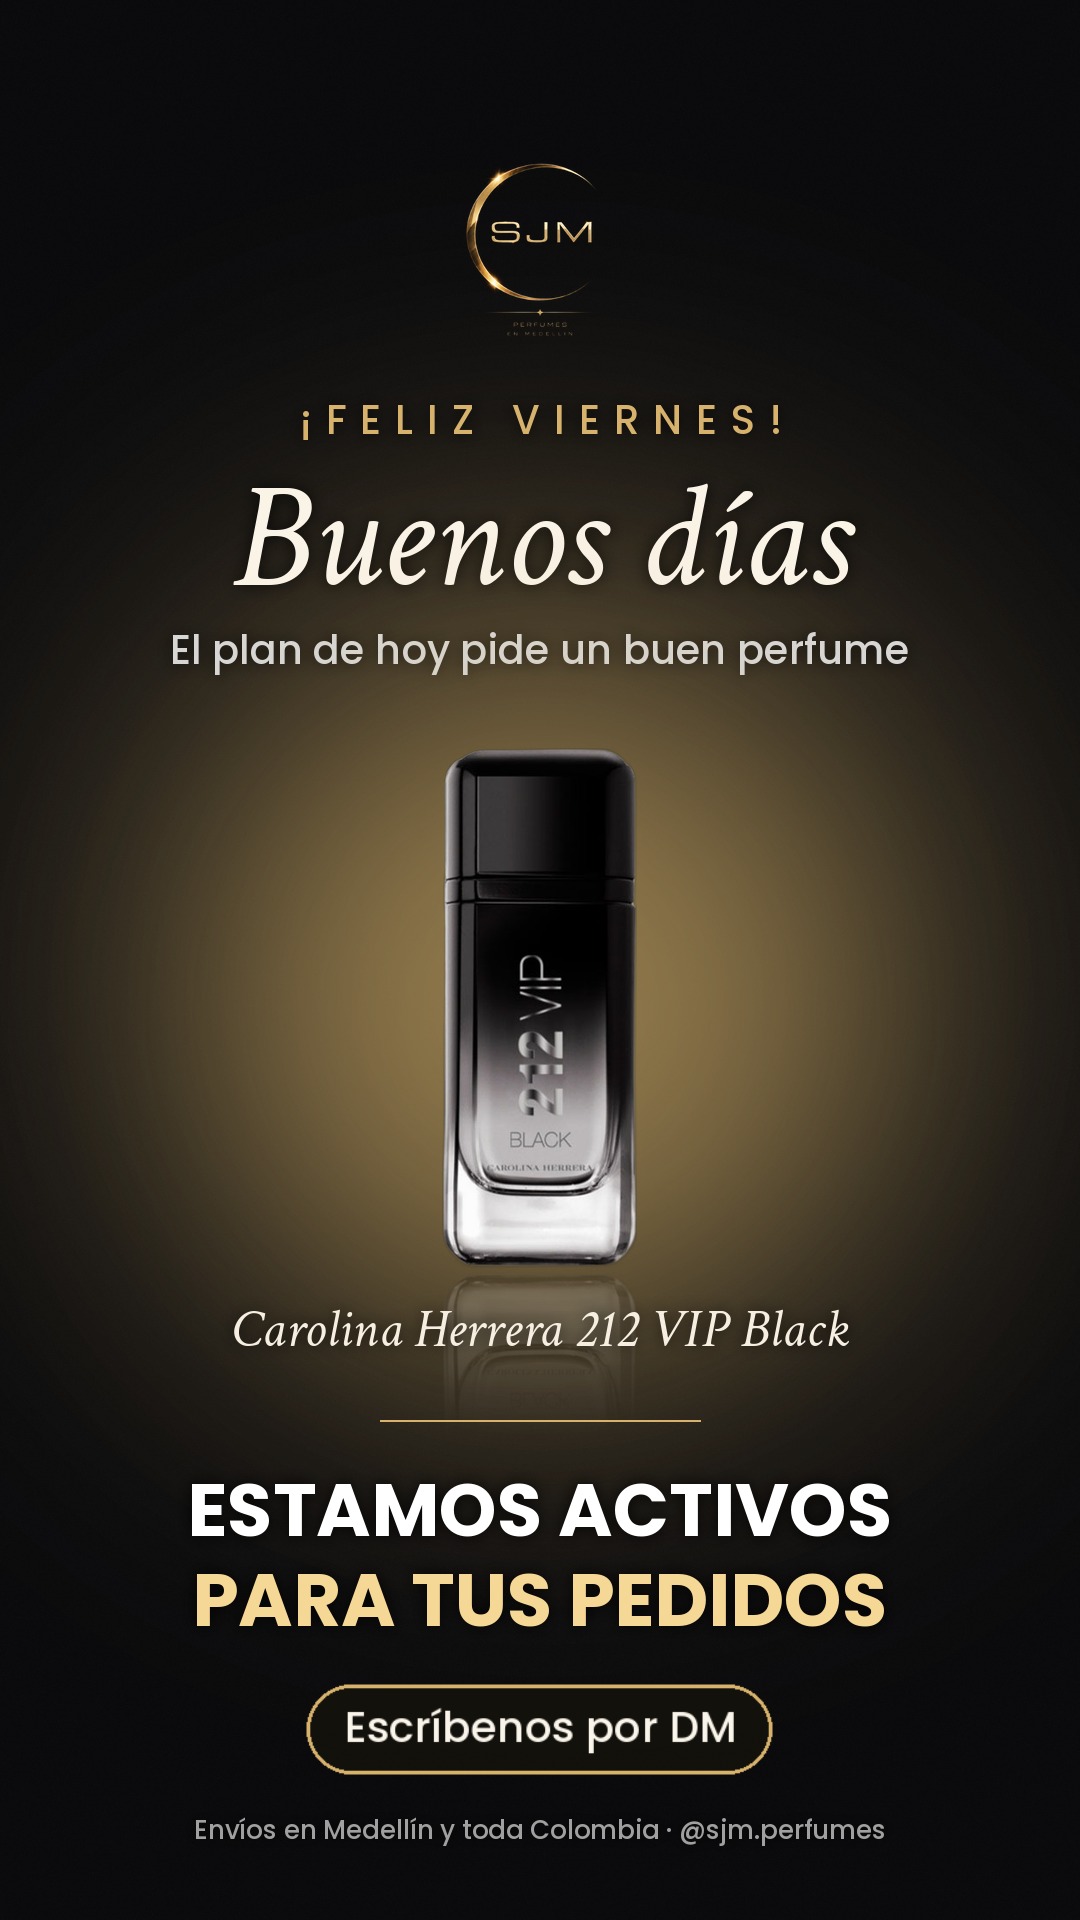 SJM
PERFUMES
EN MEDELLÍN
¡FELIZ VIERNES!
Buenos días
El plan de hoy pide un buen perfume
212 VIP
BLACK
CAROLINA HERRERA
Carolina Herrera 212 VIP Black
ESTAMOS ACTIVOS
PARA TUS PEDIDOS
Escríbenos por DM
Envíos en Medellín y toda Colombia · @sjm.perfumes